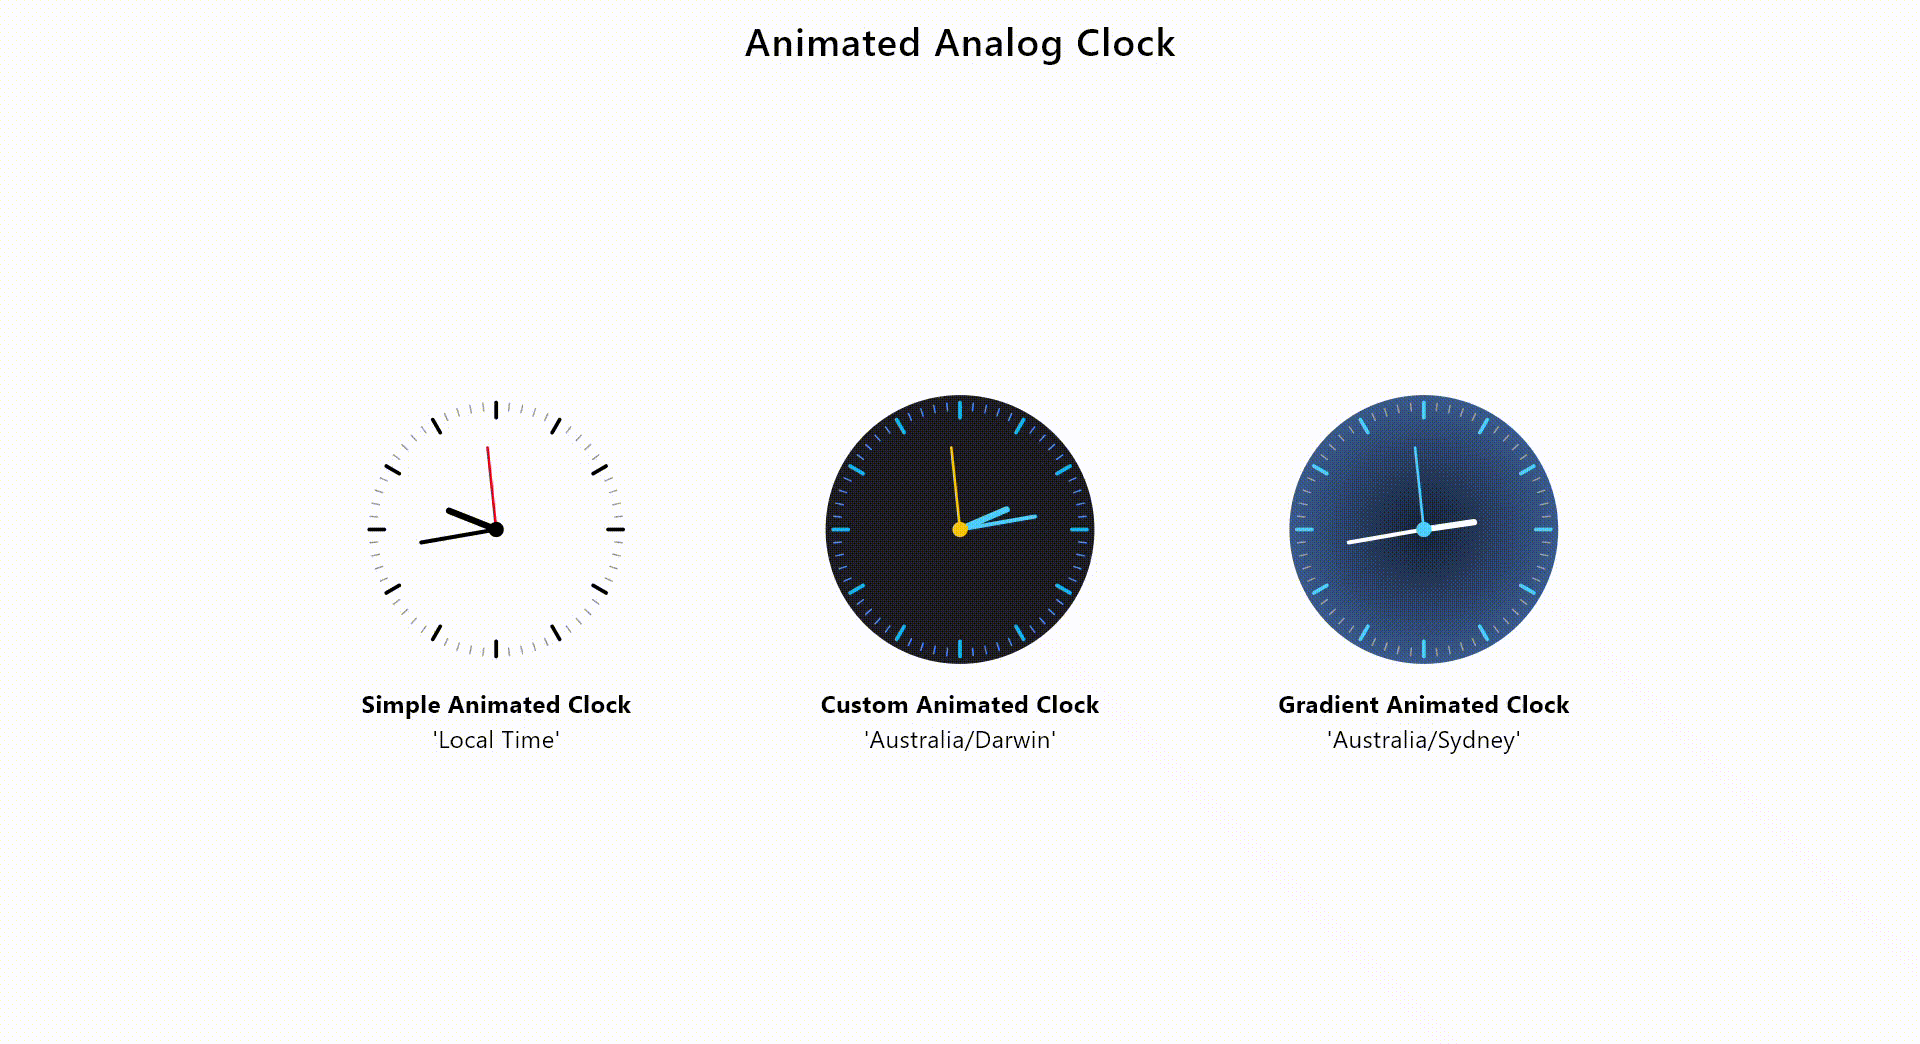 Animated Analog Clock
Simple Animated Clock
'Local Time'
Custom Animated Clock
'Australia/Darwin'
Gradient Animated Clock
'Australia/Sydney'